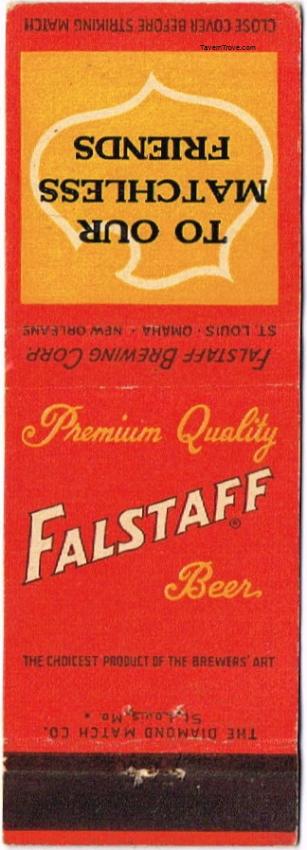 CLOSE COVER BEFORE STRIKING MATCH
TavernTrove.com
TO OUR
MATCHLESS
FRIENDS
FALSTAFF BREWING CORP.
ST. LOUIS · OMAHA · NEW ORLEANS
Premium Quality
FALSTAFF®
Beer
THE CHOICEST PRODUCT OF THE BREWERS' ART
THE DIAMOND MATCH CO.
St. Louis, Mo.